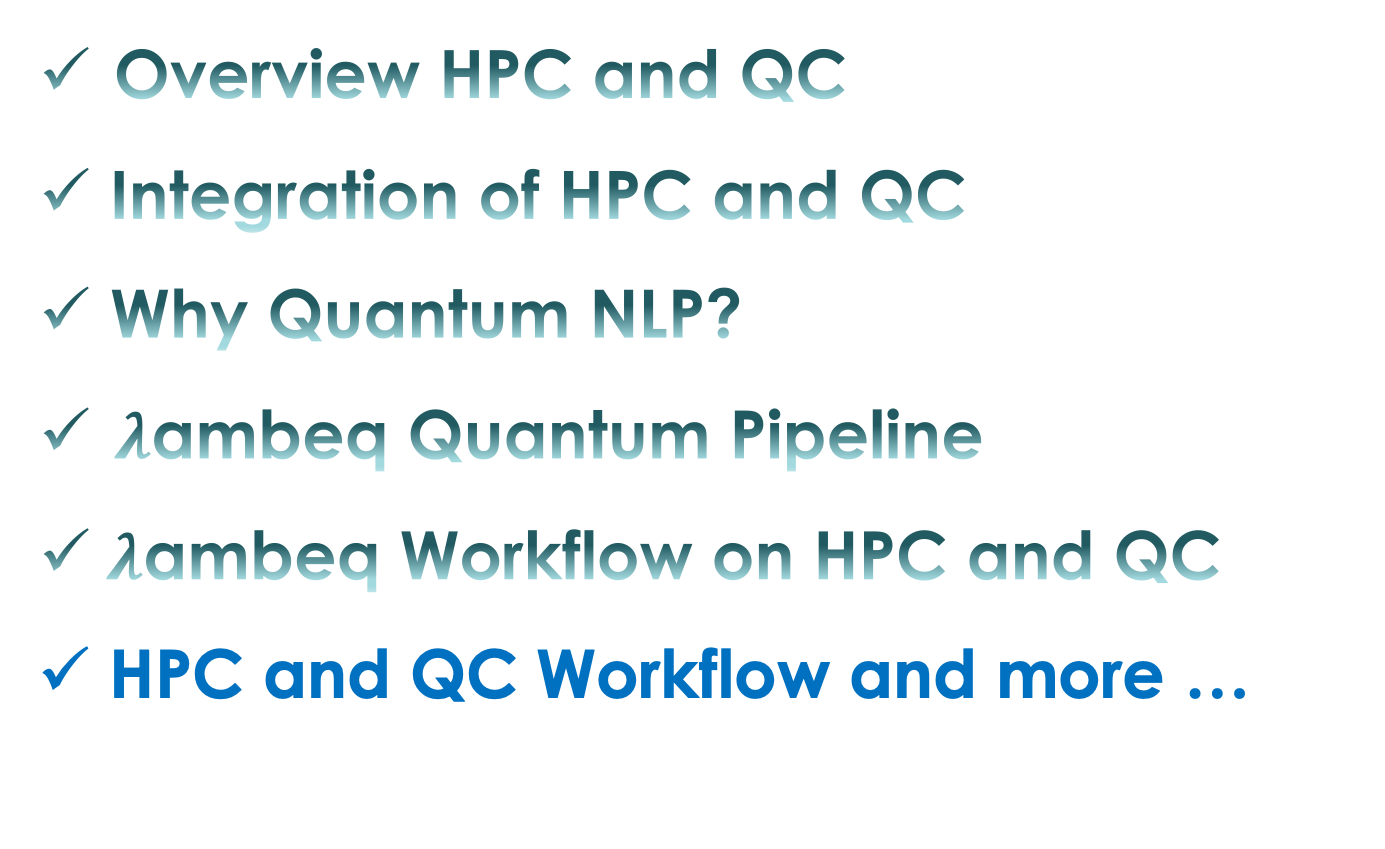 ✓ Overview HPC and QC
✓ Integration of HPC and QC
✓ Why Quantum NLP?
✓ λambeq Quantum Pipeline
✓ λambeq Workflow on HPC and QC
✓ HPC and QC Workflow and more …